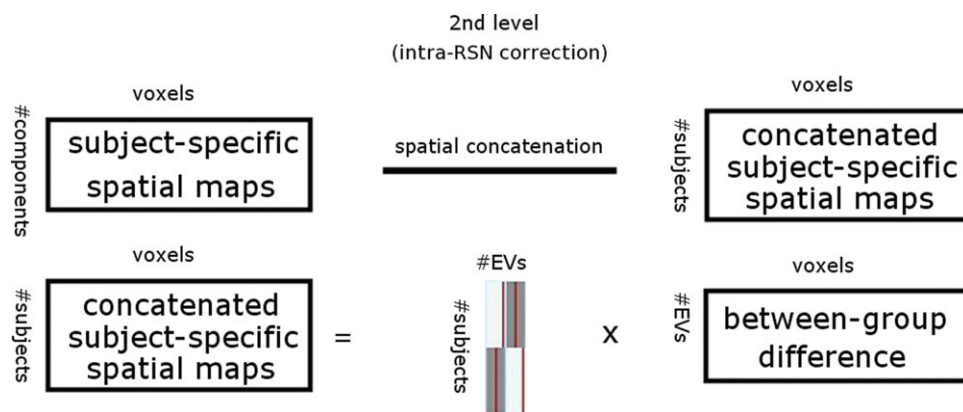 2nd level
(intra-RSN correction)
voxels
#components
subject-specific
spatial maps
spatial concatenation
#subjects
concatenated
subject-specific
spatial maps
voxels
#subjects
concatenated
subject-specific
spatial maps
=
#EVs
#subjects
x
voxels
#EVs
between-group
difference